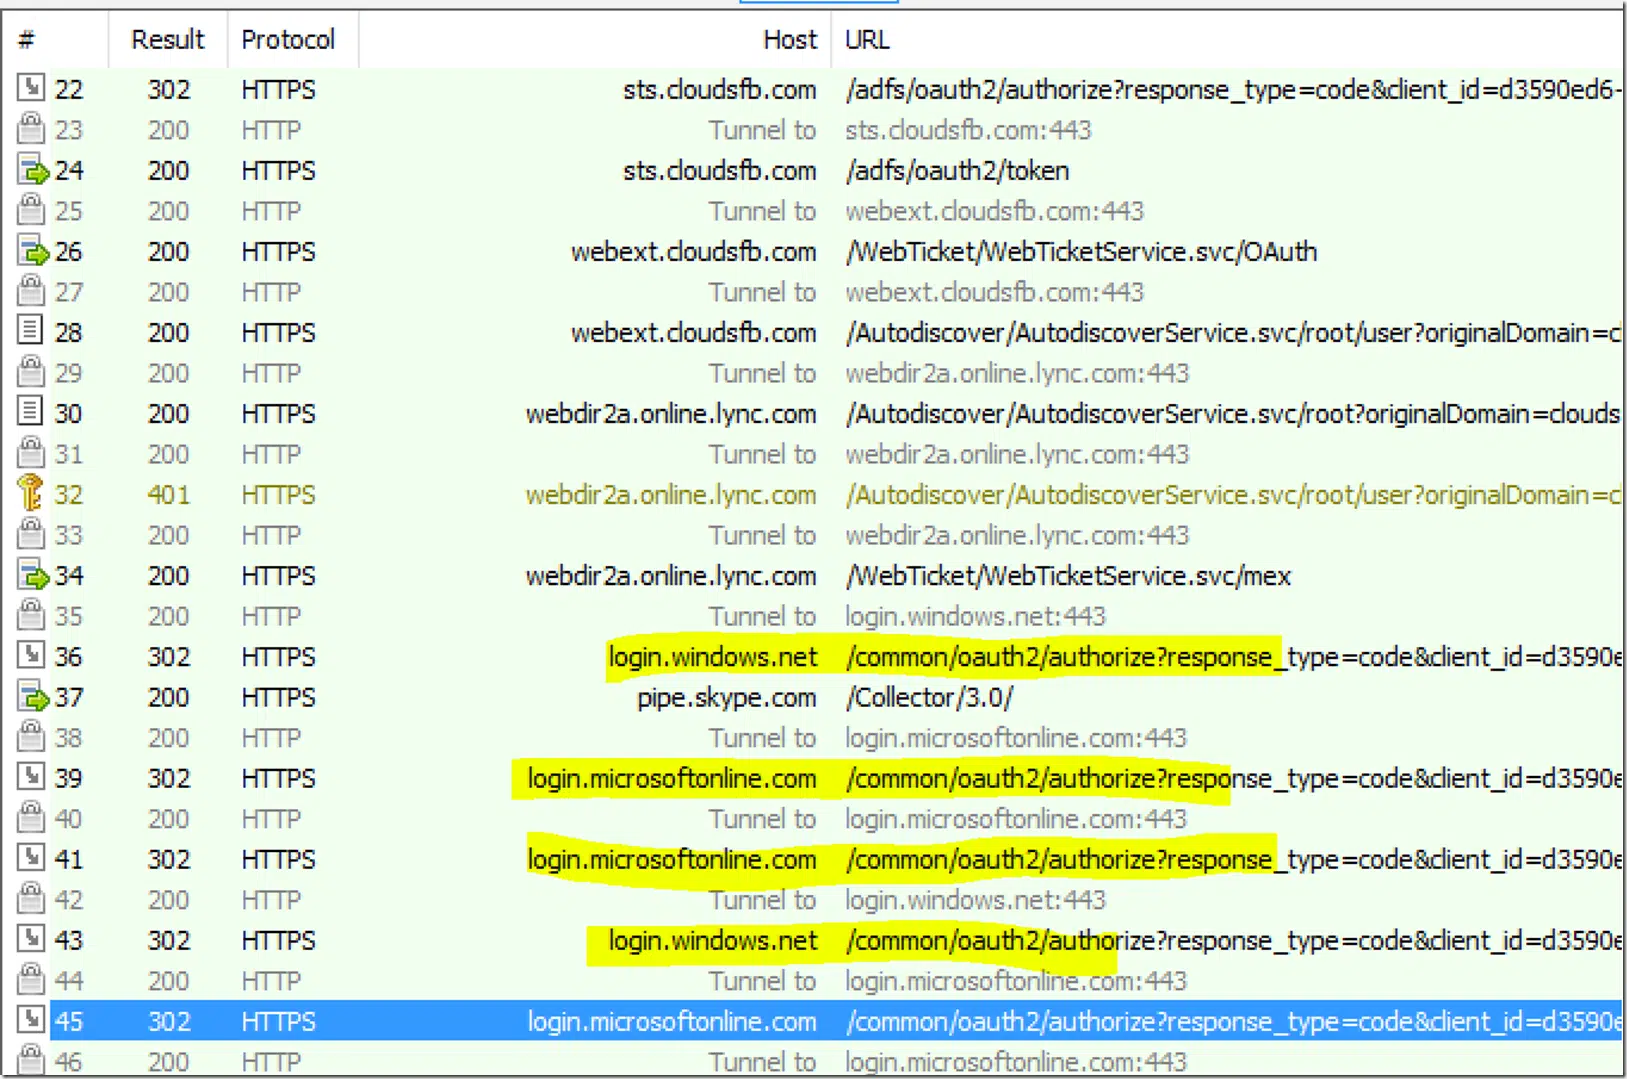 # Result Protocol Host URL
22 302 HTTPS sts.cloudsfb.com /adfs/oauth2/authorize?response_type=code&client_id=d3590ed6-
23 200 HTTP Tunnel to sts.cloudsfb.com:443
24 200 HTTPS sts.cloudsfb.com /adfs/oauth2/token
25 200 HTTP Tunnel to webext.cloudsfb.com:443
26 200 HTTPS webext.cloudsfb.com /WebTicket/WebTicketService.svc/OAuth
27 200 HTTP Tunnel to webext.cloudsfb.com:443
28 200 HTTPS webext.cloudsfb.com /Autodiscover/AutodiscoverService.svc/root/user?originalDomain=cl
29 200 HTTP Tunnel to webdir2a.online.lync.com:443
30 200 HTTPS webdir2a.online.lync.com /Autodiscover/AutodiscoverService.svc/root?originalDomain=clouds
31 200 HTTP Tunnel to webdir2a.online.lync.com:443
32 401 HTTPS webdir2a.online.lync.com /Autodiscover/AutodiscoverService.svc/root/user?originalDomain=cl
33 200 HTTP Tunnel to webdir2a.online.lync.com:443
34 200 HTTPS webdir2a.online.lync.com /WebTicket/WebTicketService.svc/mex
35 200 HTTP Tunnel to login.windows.net:443
36 302 HTTPS login.windows.net /common/oauth2/authorize?response_type=code&client_id=d3590e
37 200 HTTPS pipe.skype.com /Collector/3.0/
38 200 HTTP Tunnel to login.microsoftonline.com:443
39 302 HTTPS login.microsoftonline.com /common/oauth2/authorize?response_type=code&client_id=d3590e
40 200 HTTP Tunnel to login.microsoftonline.com:443
41 302 HTTPS login.microsoftonline.com /common/oauth2/authorize?response_type=code&client_id=d3590e
42 200 HTTP Tunnel to login.windows.net:443
43 302 HTTPS login.windows.net /common/oauth2/authorize?response_type=code&client_id=d3590e
44 200 HTTP Tunnel to login.microsoftonline.com:443
45 302 HTTPS login.microsoftonline.com /common/oauth2/authorize?response_type=code&client_id=d3590e
46 200 HTTP Tunnel to login.microsoftonline.com:443